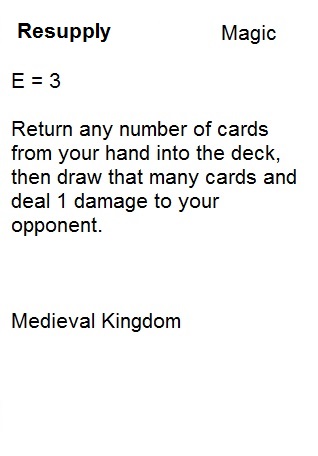 Resupply Magic
E = 3
Return any number of cards
from your hand into the deck,
then draw that many cards and
deal 1 damage to your
opponent.
Medieval Kingdom